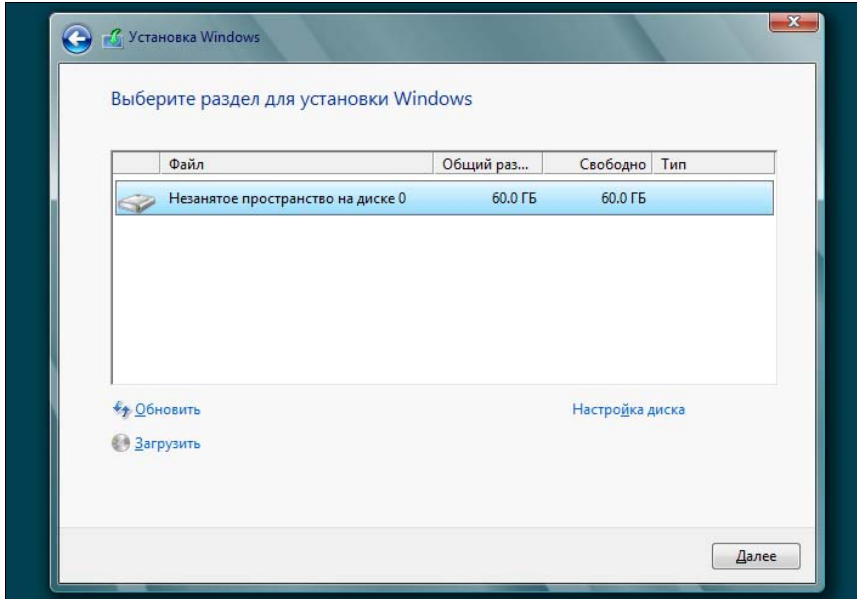 Установка Windows
Выберите раздел для установки Windows
Файл Общий раз... Свободно Тип
Незанятое пространство на диске 0 60.0 ГБ 60.0 ГБ
Обновить Настройка диска
Загрузить
Далее